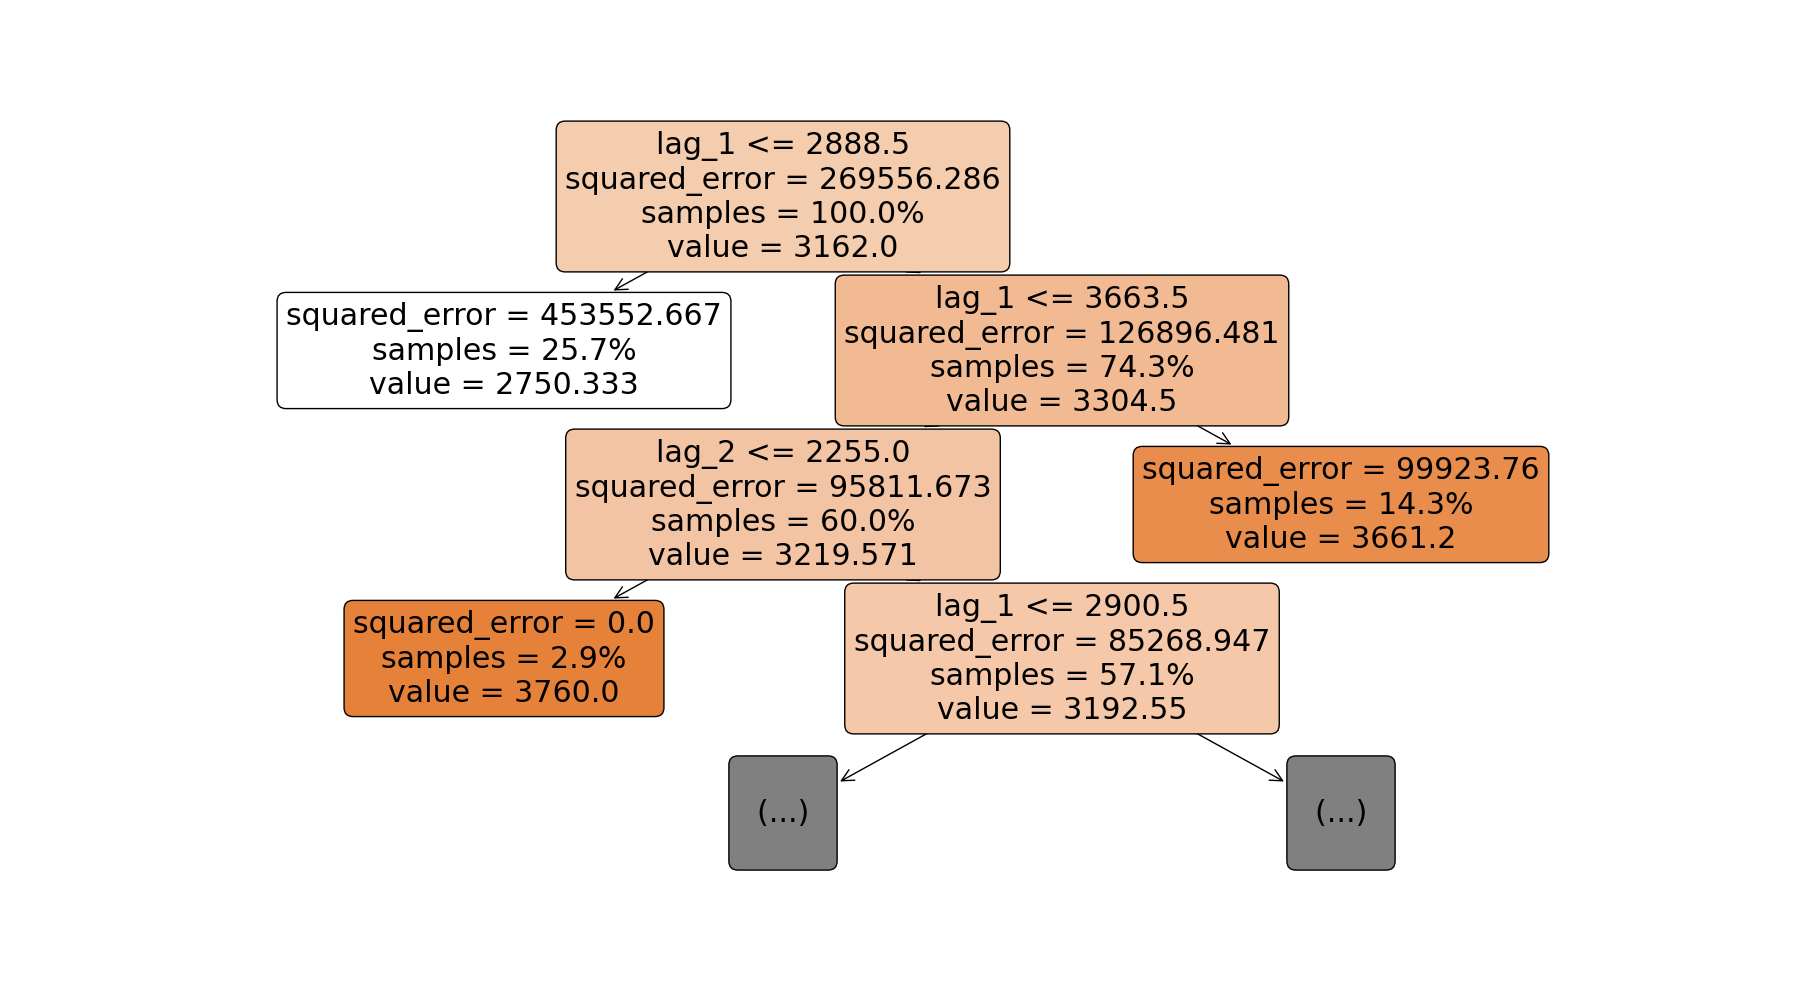 lag_1 <= 2888.5
squared_error = 269556.286
samples = 100.0%
value = 3162.0
squared_error = 453552.667
samples = 25.7%
value = 2750.333
lag_1 <= 3663.5
squared_error = 126896.481
samples = 74.3%
value = 3304.5
lag_2 <= 2255.0
squared_error = 95811.673
samples = 60.0%
value = 3219.571
squared_error = 99923.76
samples = 14.3%
value = 3661.2
squared_error = 0.0
samples = 2.9%
value = 3760.0
lag_1 <= 2900.5
squared_error = 85268.947
samples = 57.1%
value = 3192.55
(...)
(...)